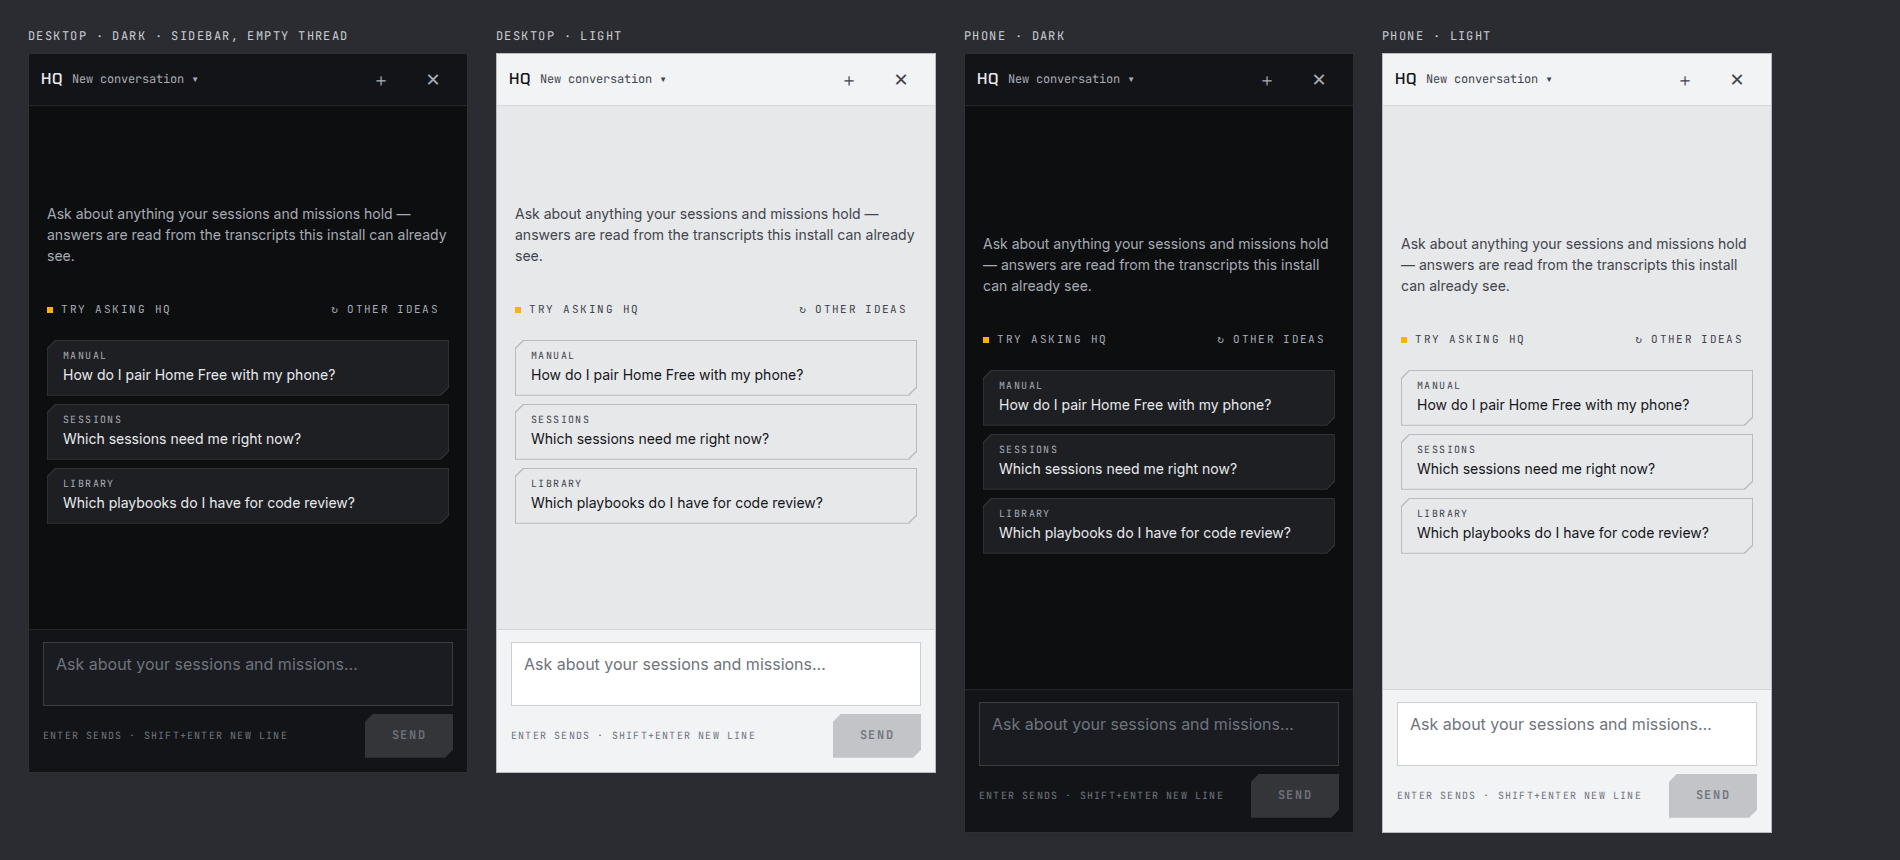 DESKTOP · DARK · SIDEBAR, EMPTY THREAD
HQ New conversation ▾ + ✕
Ask about anything your sessions and missions hold —
answers are read from the transcripts this install can already
see.
TRY ASKING HQ ↻ OTHER IDEAS
MANUAL
How do I pair Home Free with my phone?
SESSIONS
Which sessions need me right now?
LIBRARY
Which playbooks do I have for code review?
Ask about your sessions and missions...
ENTER SENDS · SHIFT+ENTER NEW LINE SEND
DESKTOP · LIGHT
HQ New conversation ▾ + ✕
Ask about anything your sessions and missions hold —
answers are read from the transcripts this install can already
see.
TRY ASKING HQ ↻ OTHER IDEAS
MANUAL
How do I pair Home Free with my phone?
SESSIONS
Which sessions need me right now?
LIBRARY
Which playbooks do I have for code review?
Ask about your sessions and missions...
ENTER SENDS · SHIFT+ENTER NEW LINE SEND
PHONE · DARK
HQ New conversation ▾ + ✕
Ask about anything your sessions and missions hold
— answers are read from the transcripts this install
can already see.
TRY ASKING HQ ↻ OTHER IDEAS
MANUAL
How do I pair Home Free with my phone?
SESSIONS
Which sessions need me right now?
LIBRARY
Which playbooks do I have for code review?
Ask about your sessions and missions...
ENTER SENDS · SHIFT+ENTER NEW LINE SEND
PHONE · LIGHT
HQ New conversation ▾ + ✕
Ask about anything your sessions and missions hold
— answers are read from the transcripts this install
can already see.
TRY ASKING HQ ↻ OTHER IDEAS
MANUAL
How do I pair Home Free with my phone?
SESSIONS
Which sessions need me right now?
LIBRARY
Which playbooks do I have for code review?
Ask about your sessions and missions...
ENTER SENDS · SHIFT+ENTER NEW LINE SEND